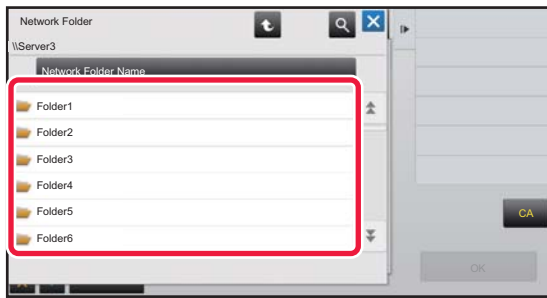 Network Folder
\\Server3
Network Folder Name
Folder1
Folder2
Folder3
Folder4
Folder5
Folder6
CA
OK